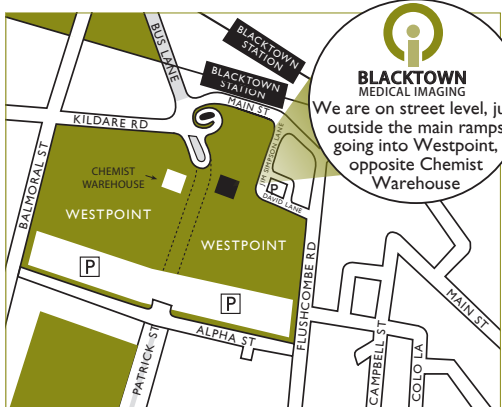 BLACKTOWN
STATION
BLACKTOWN
STATION
BUS LANE
MAIN ST
KILDARE RD
BALMORAL ST
CHEMIST
WAREHOUSE
WESTPOINT
WESTPOINT
JIM SIMPSON LANE
P
DAVID LANE
P
P
FLUSHCOMBE RD
ALPHA ST
PATRICK ST
CAMPBELL ST
COLO LA
MAIN ST
BLACKTOWN
MEDICAL IMAGING
We are on street level, ju
outside the main ramps
going into Westpoint,
opposite Chemist
Warehouse